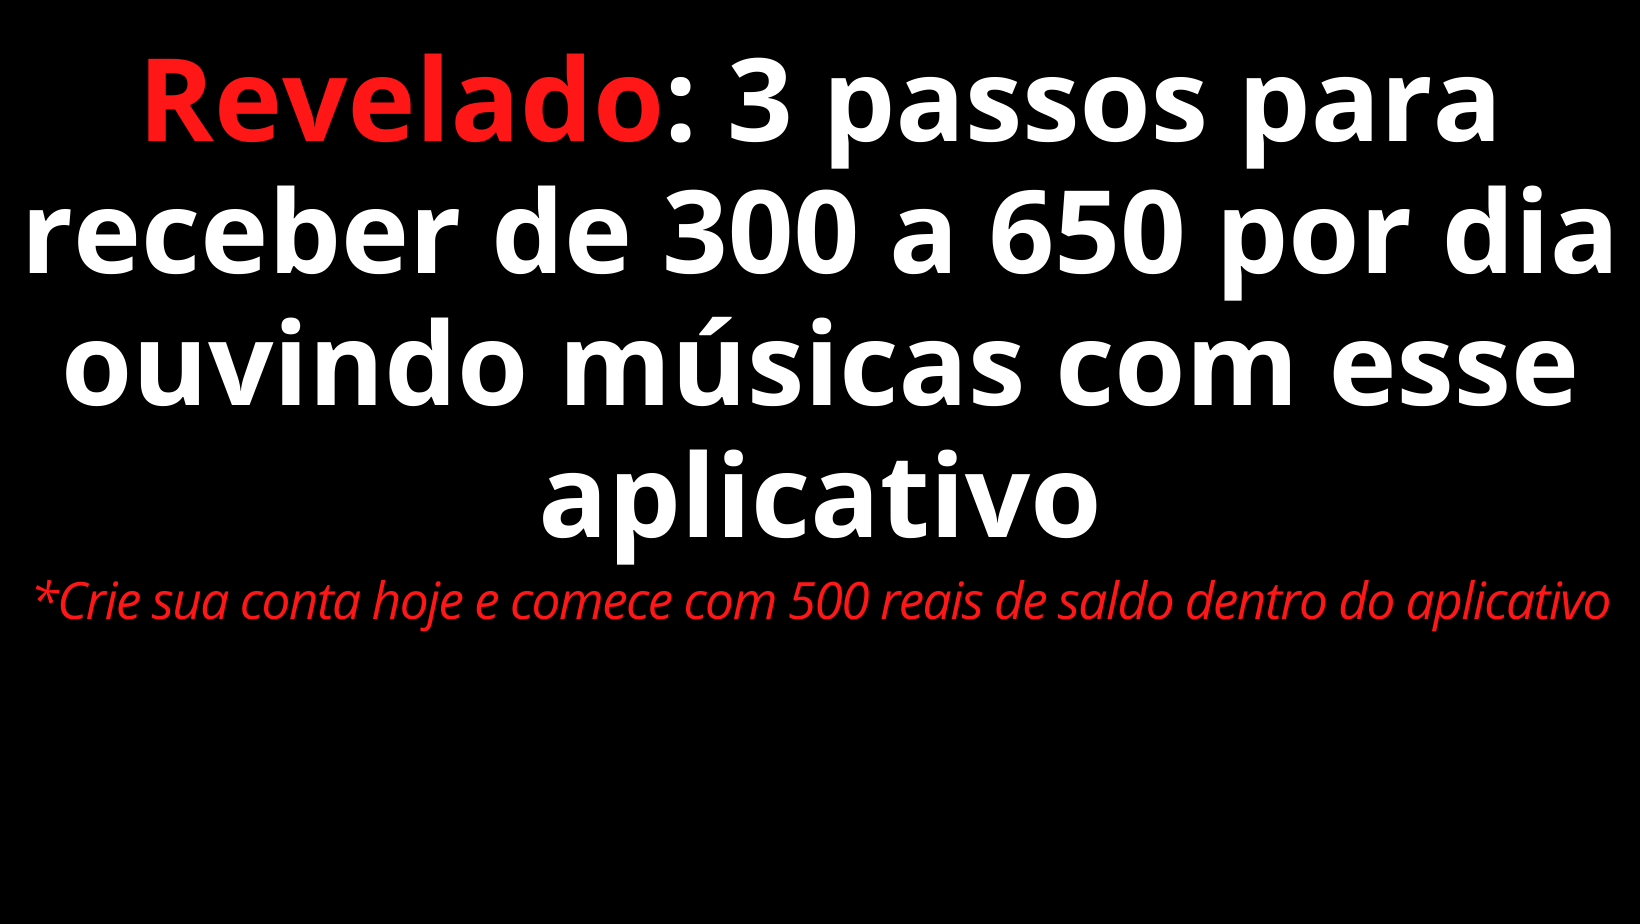 Revelado: 3 passos para
receber de 300 a 650 por dia
ouvindo músicas com esse
aplicativo
*Crie sua conta hoje e comece com 500 reais de saldo dentro do aplicativo